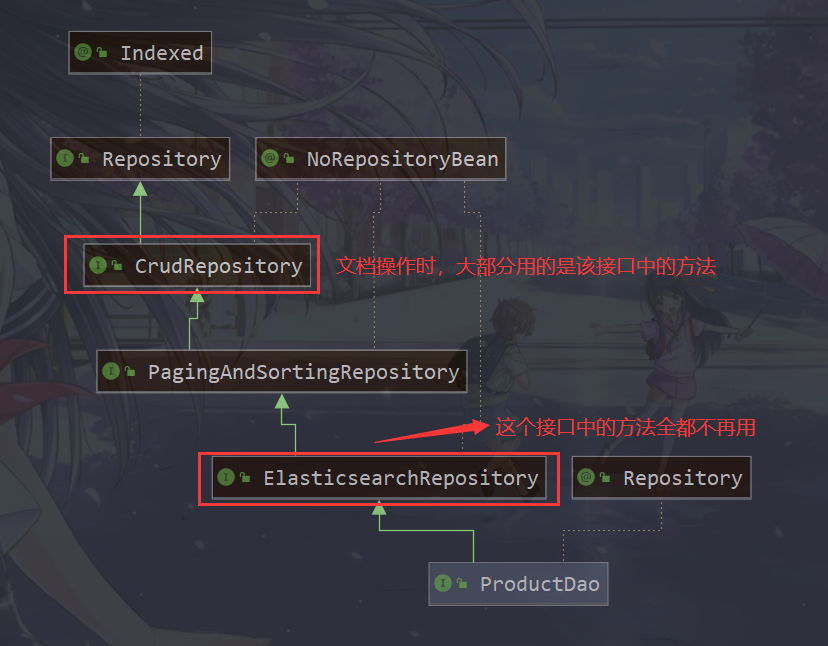 Indexed
Repository
NoRepositoryBean
CrudRepository
文档操作时，大部分用的是该接口中的方法
PagingAndSortingRepository
这个接口中的方法全都不再用
ElasticsearchRepository
Repository
ProductDao